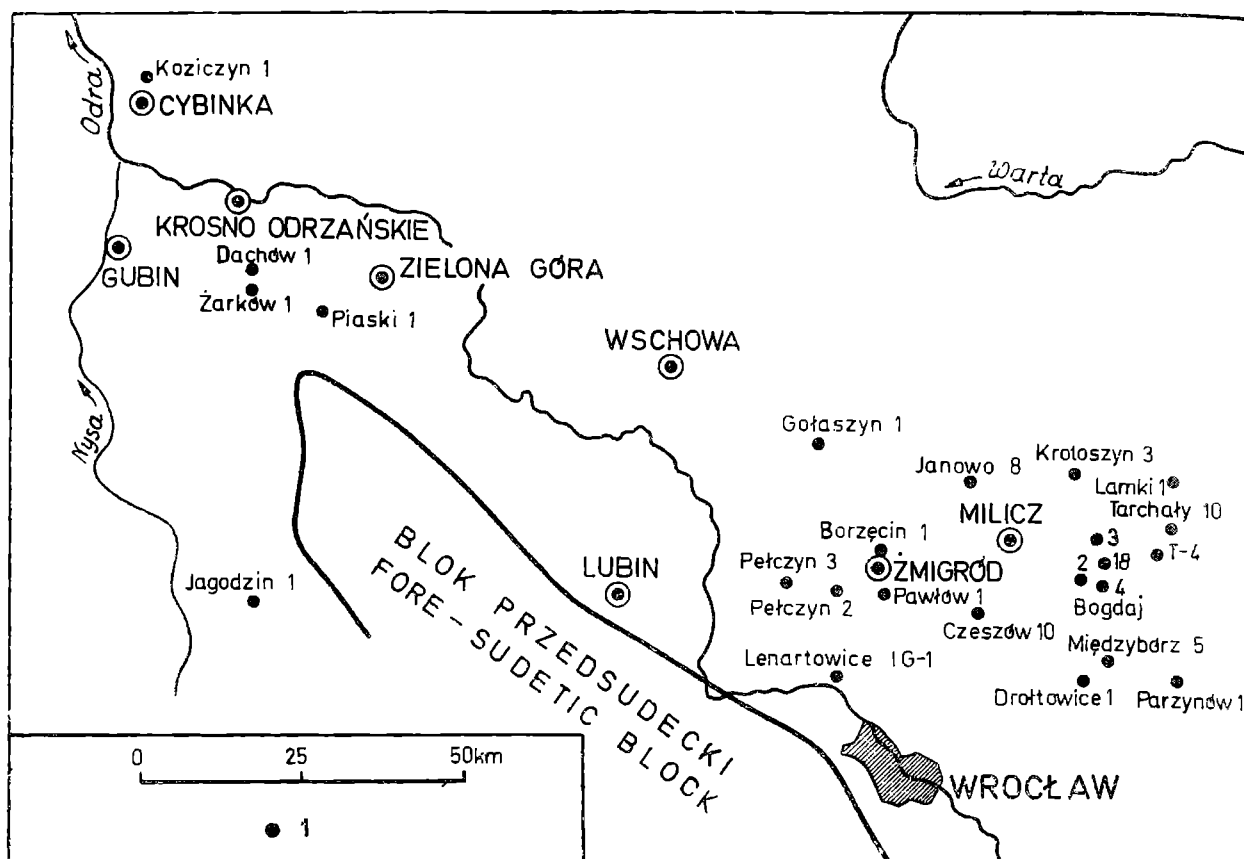 Koziczyn 1
CYBINKA
Odra
Warta
KROSNO ODRZAŃSKIE
Dachów 1
GUBIN
ZIELONA GÓRA
Żarków 1
Piaski 1
WSCHOWA
Nysa
Gołaszyn 1
Janowo 8
Krotoszyn 3
Lamki 1
Tarchały 10
MILICZ
Borzęcin 1
3
T-4
18
2
4
Bogdaj
Pełczyn 3
ŻMIGRÓD
Pełczyn 2
Pawłów 1
LUBIN
Jagodzin 1
Czeszów 10
Międzybórz 5
Lenartowice IG-1
Drołtowice 1
Parzynów 1
BLOK PRZEDSUDECKI
FORE-SUDETIC BLOCK
WROCŁAW
0 25 50km
1